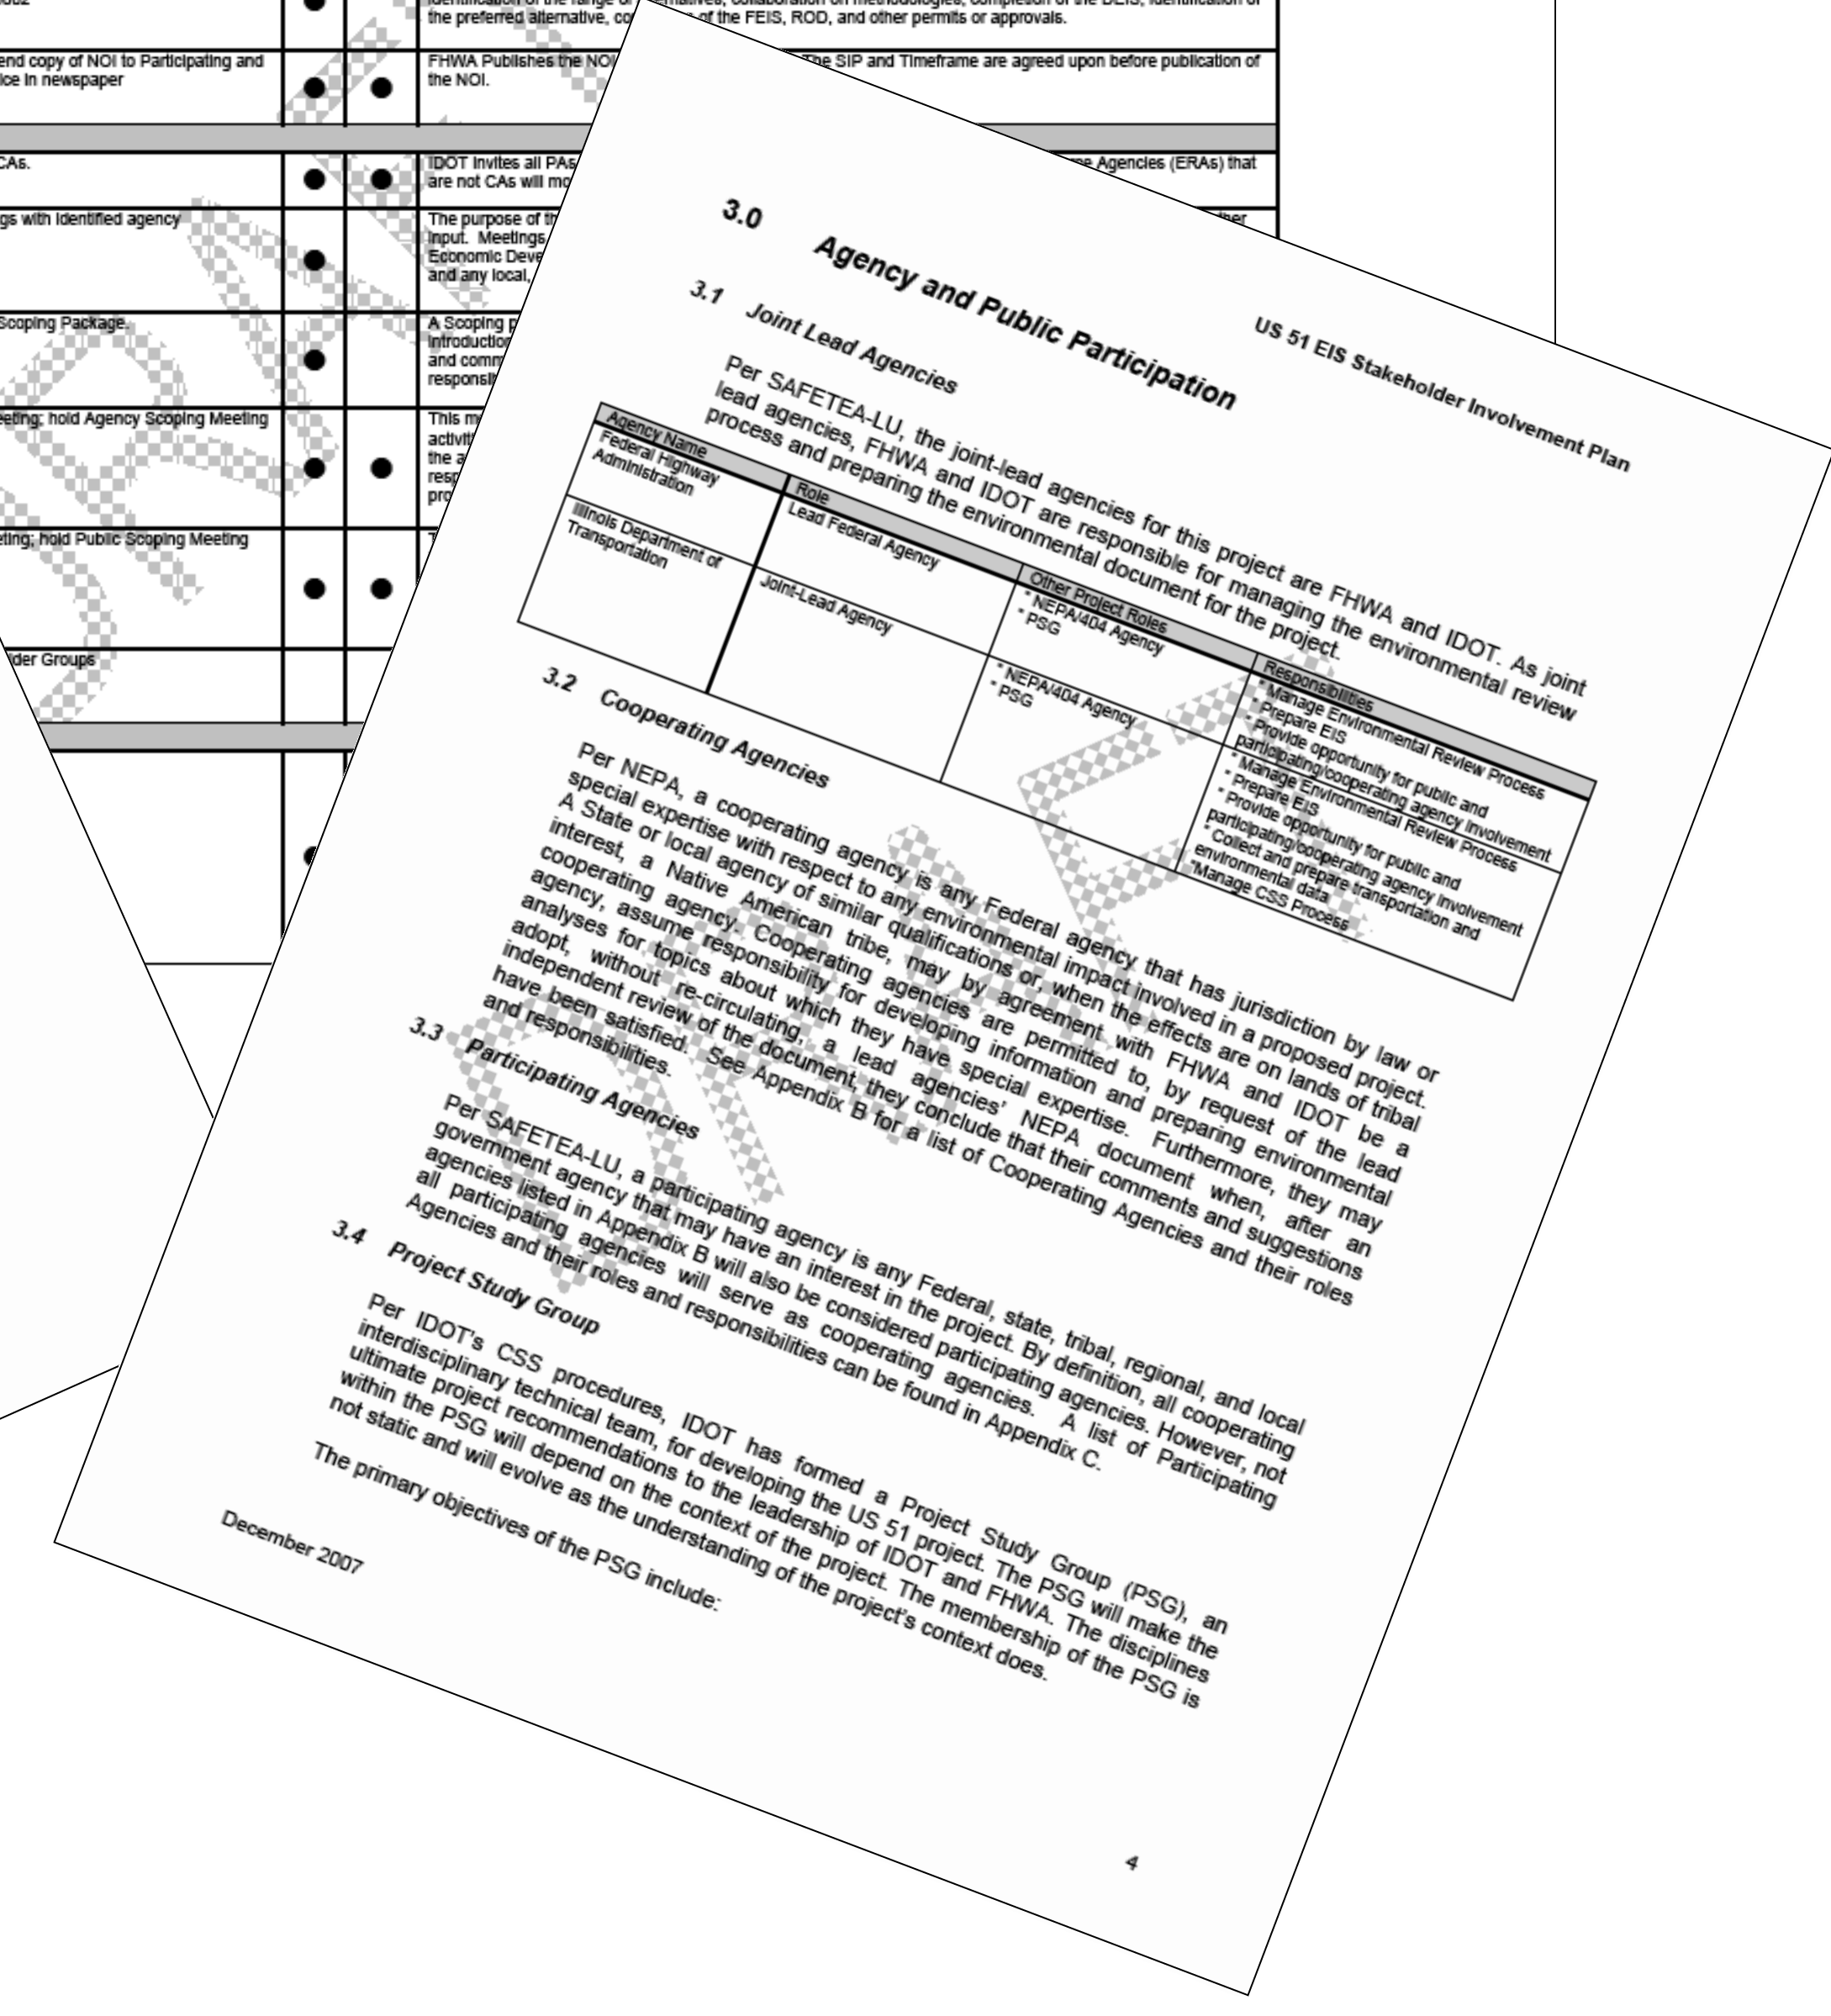 the preferred alternative, co
of the FEIS, ROD, and other permits or approvals.
end copy of NOI to Participating and
ice in newspaper
FHWA Publishes the NOI
The SIP and Timeframe are agreed upon before publication of
the NOI.
CAs.
IDOT invites all PAs
Agencies (ERAs) that
are not CAs will mo
gs with identified agency
The purpose of th
input. Meetings
Economic Deve
and any local,
Scoping Package.
A Scoping p
introduction
and comm
responsib
eeting; hold Agency Scoping Meeting
This m
activit
the a
resp
pro
eting; hold Public Scoping Meeting
T
der Groups
US 51 EIS Stakeholder Involvement Plan
3.0 Agency and Public Participation
3.1 Joint Lead Agencies
Per SAFETEA-LU, the joint-lead agencies for this project are FHWA and IDOT. As joint
lead agencies, FHWA and IDOT are responsible for managing the environmental review
process and preparing the environmental document for the project.
Agency Name Role Other Project Roles Responsibilities
Federal Highway
Administration
Lead Federal Agency
* NEPA/404 Agency
* PSG
* Manage Environmental Review Process
* Prepare EIS
* Provide opportunity for public and
participating/cooperating agency involvement
Illinois Department of
Transportation
Joint-Lead Agency
* NEPA/404 Agency
* PSG
* Manage Environmental Review Process
* Prepare EIS
* Provide opportunity for public and
participating/cooperating agency involvement
* Collect and prepare transportation and
environmental data
*Manage CSS Process
3.2 Cooperating Agencies
Per NEPA, a cooperating agency is any Federal agency that has jurisdiction by law or
special expertise with respect to any environmental impact involved in a proposed project.
A State or local agency of similar qualifications or, when the effects are on lands of tribal
interest, a Native American tribe, may by agreement with FHWA and IDOT be a
cooperating agency. Cooperating agencies are permitted to, by request of the lead
agency, assume responsibility for developing information and preparing environmental
analyses for topics about which they have special expertise. Furthermore, they may
adopt, without re-circulating, a lead agencies' NEPA document when, after an
independent review of the document, they conclude that their comments and suggestions
have been satisfied. See Appendix B for a list of Cooperating Agencies and their roles
and responsibilities.
3.3 Participating Agencies
Per SAFETEA-LU, a participating agency is any Federal, state, tribal, regional, and local
government agency that may have an interest in the project. By definition, all cooperating
agencies listed in Appendix B will also be considered participating agencies. However, not
all participating agencies will serve as cooperating agencies. A list of Participating
Agencies and their roles and responsibilities can be found in Appendix C.
3.4 Project Study Group
Per IDOT's CSS procedures, IDOT has formed a Project Study Group (PSG), an
interdisciplinary technical team, for developing the US 51 project. The PSG will make the
ultimate project recommendations to the leadership of IDOT and FHWA. The disciplines
within the PSG will depend on the context of the project. The membership of the PSG is
not static and will evolve as the understanding of the project's context does.
The primary objectives of the PSG include:
December 2007
4
DRAFT